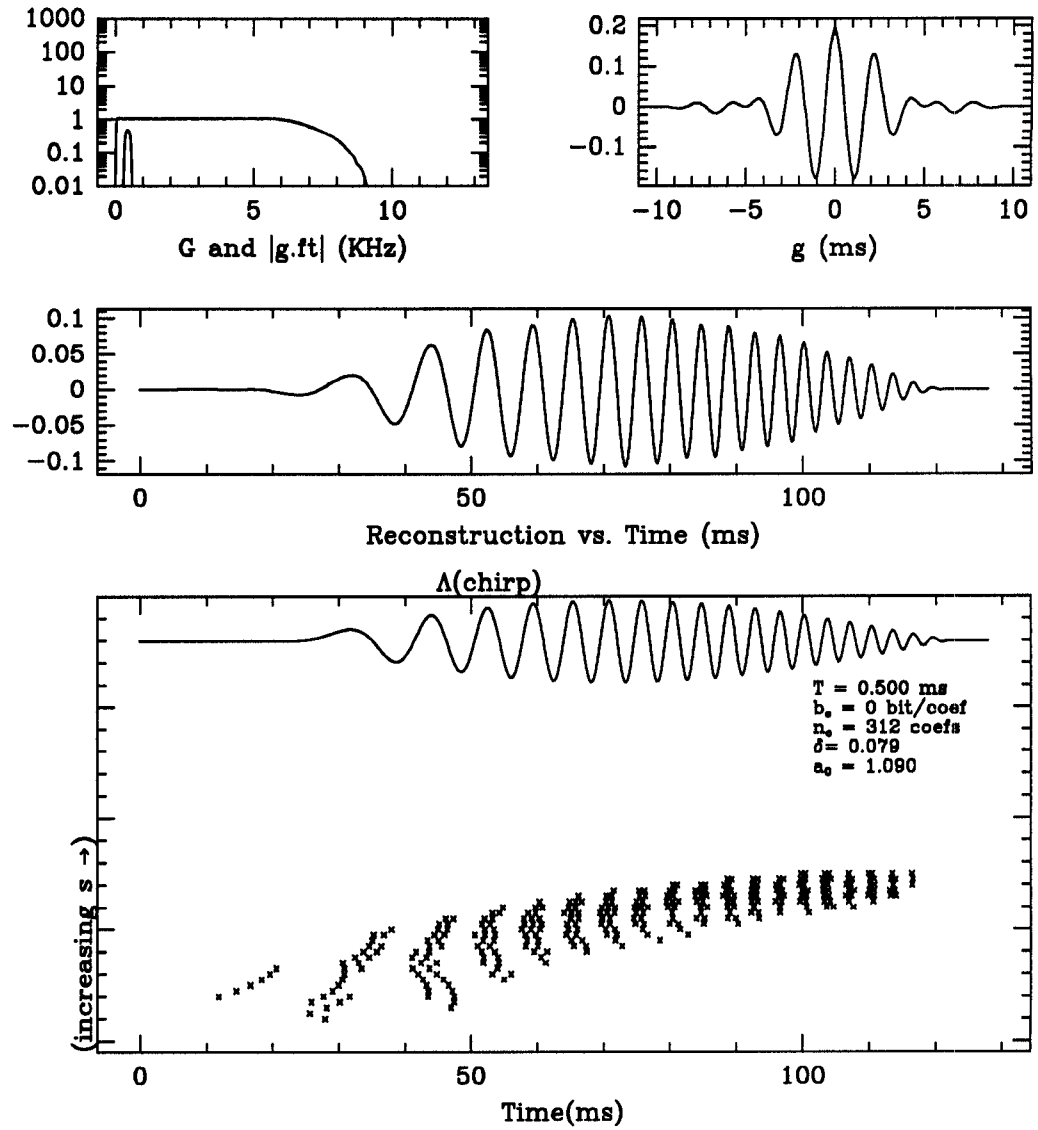 1000
100
10
1
0.1
0.01
0 5 10
G and |g.ft| (KHz)
0.2
0.1
0
−0.1
−10 −5 0 5 10
g (ms)
0.1
0.05
0
−0.05
−0.1
0 50 100
Reconstruction vs. Time (ms)
Λ(chirp)
T = 0.500 ms
bₑ = 0 bit/coef
nₑ = 312 coefs
δ= 0.079
a₀ = 1.090
(increasing s →)
0 50 100
Time(ms)